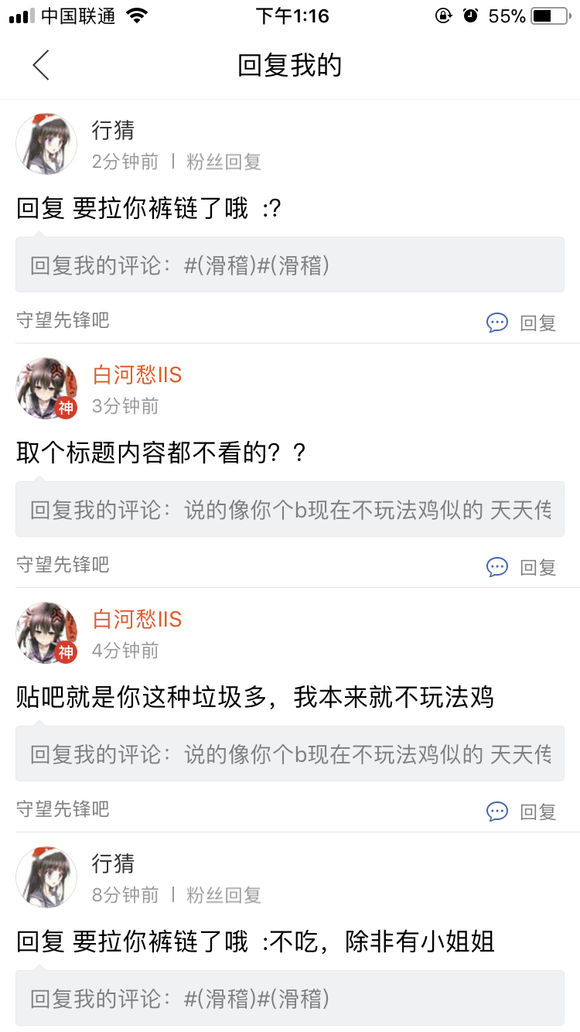 中国联通 下午1:16 55%
回复我的
行猜
2分钟前 | 粉丝回复
回复 要拉你裤链了哦 :?
回复我的评论：#(滑稽)#(滑稽)
守望先锋吧 回复
白河愁IIS
神
3分钟前
取个标题内容都不看的？？
回复我的评论：说的像你个b现在不玩法鸡似的 天天传
守望先锋吧 回复
白河愁IIS
神
4分钟前
贴吧就是你这种垃圾多，我本来就不玩法鸡
回复我的评论：说的像你个b现在不玩法鸡似的 天天传
守望先锋吧 回复
行猜
8分钟前 | 粉丝回复
回复 要拉你裤链了哦 :不吃，除非有小姐姐
回复我的评论：#(滑稽)#(滑稽)